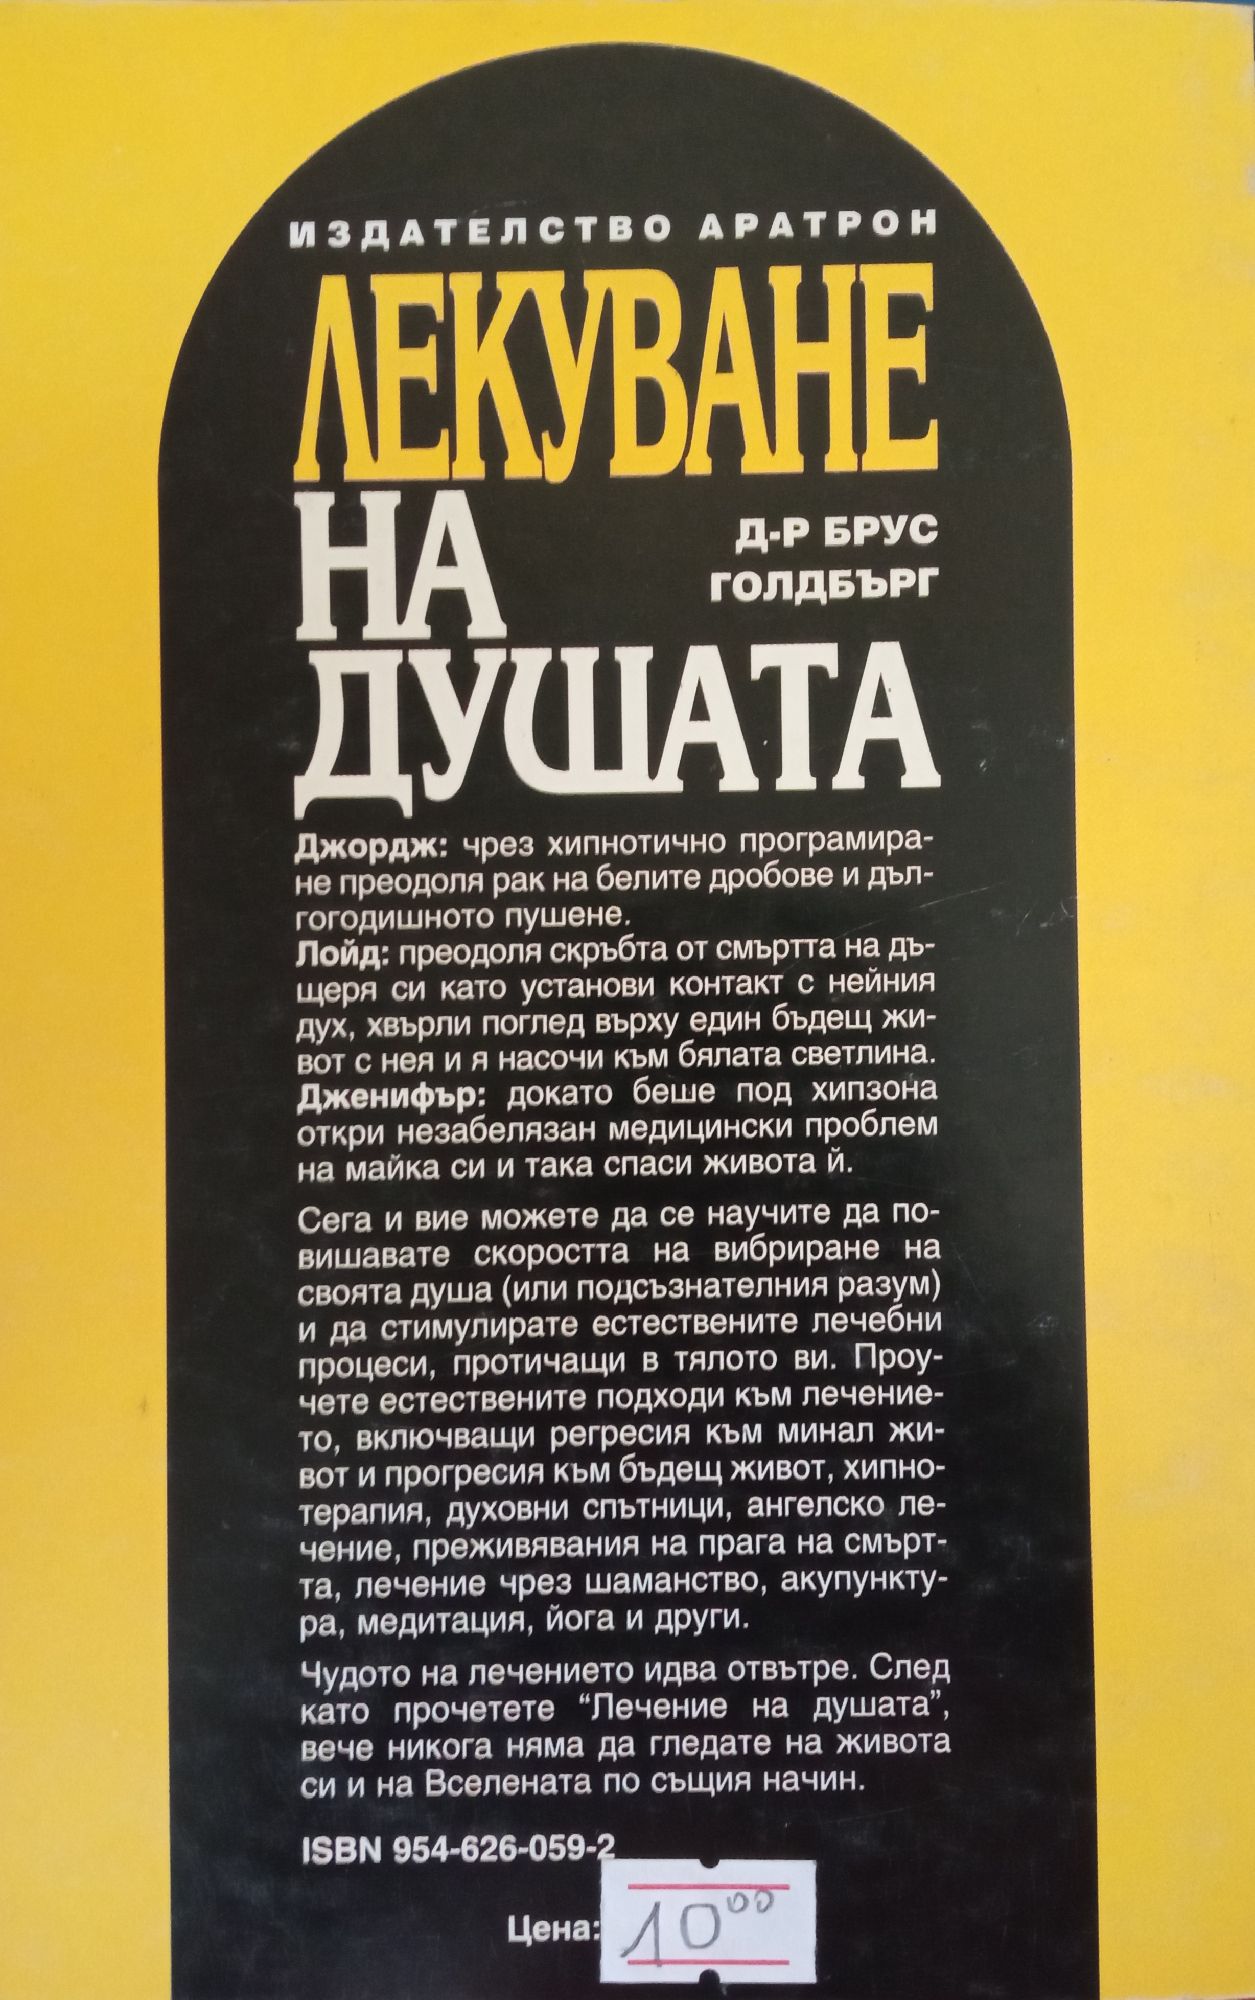 ИЗДАТЕЛСТВО АРАТРОН
ЛЕКУВАНЕ
НА
Д-Р БРУС
ГОЛДБЪРГ
ДУШАТА
Джордж: чрез хипнотично програмира-
не преодоля рак на белите дробове и дъл-
гогодишното пушене.
Лойд: преодоля скръбта от смъртта на дъ-
щеря си като установи контакт с нейния
дух, хвърли поглед върху един бъдещ жи-
вот с нея и я насочи към бялата светлина.
Дженифър: докато беше под хипзона
откри незабелязан медицински проблем
на майка си и така спаси живота й.
Сега и вие можете да се научите да по-
вишавате скоростта на вибриране на
своята душа (или подсъзнателния разум)
и да стимулирате естествените лечебни
процеси, протичащи в тялото ви. Проу-
чете естествените подходи към лечение-
то, включващи регресия към минал жи-
вот и прогресия към бъдещ живот, хипно-
терапия, духовни спътници, ангелско ле-
чение, преживявания на прага на смърт-
та, лечение чрез шаманство, акупункту-
ра, медитация, йога и други.
Чудото на лечението идва отвътре. След
като прочетете “Лечение на душата”,
вече никога няма да гледате на живота
си и на Вселената по същия начин.
ISBN 954-626-059-2
Цена: 10⁰⁰